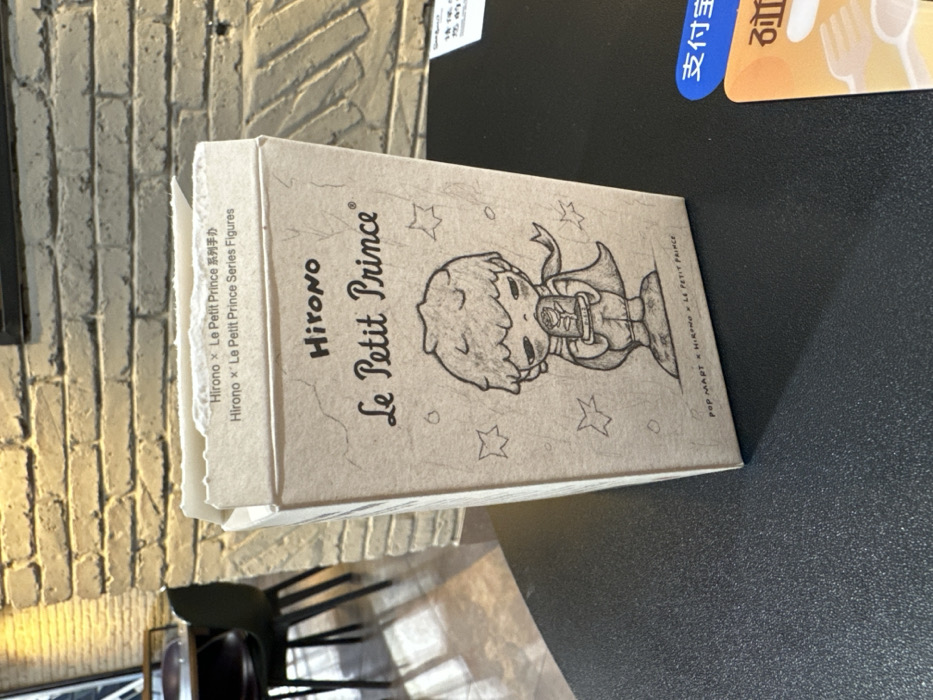 Hirono × Le Petit Prince 系列手办
Hirono × Le Petit Prince Series Figures
HIRONO
Le Petit Prince®
POP MART × HIRONO × LE PETIT PRINCE
支付宝
碰